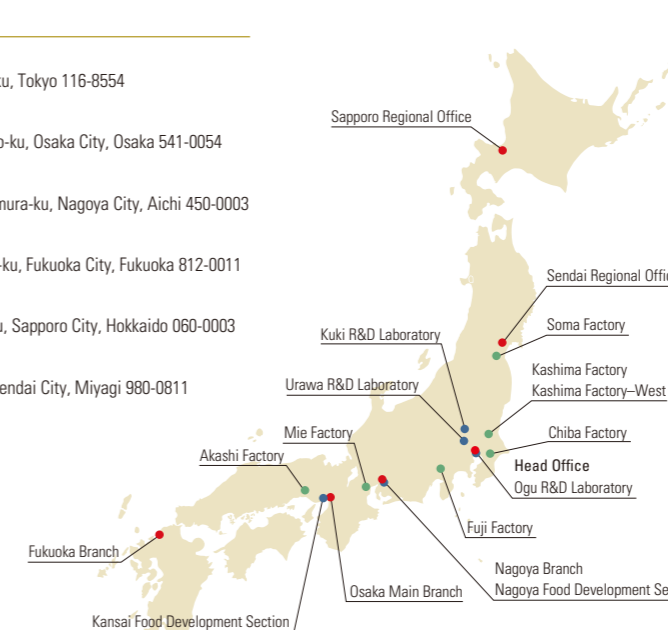 ku, Tokyo 116-8554
o-ku, Osaka City, Osaka 541-0054
mura-ku, Nagoya City, Aichi 450-0003
-ku, Fukuoka City, Fukuoka 812-0011
u, Sapporo City, Hokkaido 060-0003
endai City, Miyagi 980-0811
Sapporo Regional Office
Sendai Regional Offi
Soma Factory
Kuki R&D Laboratory
Kashima Factory
Kashima Factory–West
Urawa R&D Laboratory
Mie Factory
Chiba Factory
Akashi Factory
Head Office
Ogu R&D Laboratory
Fuji Factory
Fukuoka Branch
Nagoya Branch
Nagoya Food Development Se
Osaka Main Branch
Kansai Food Development Section